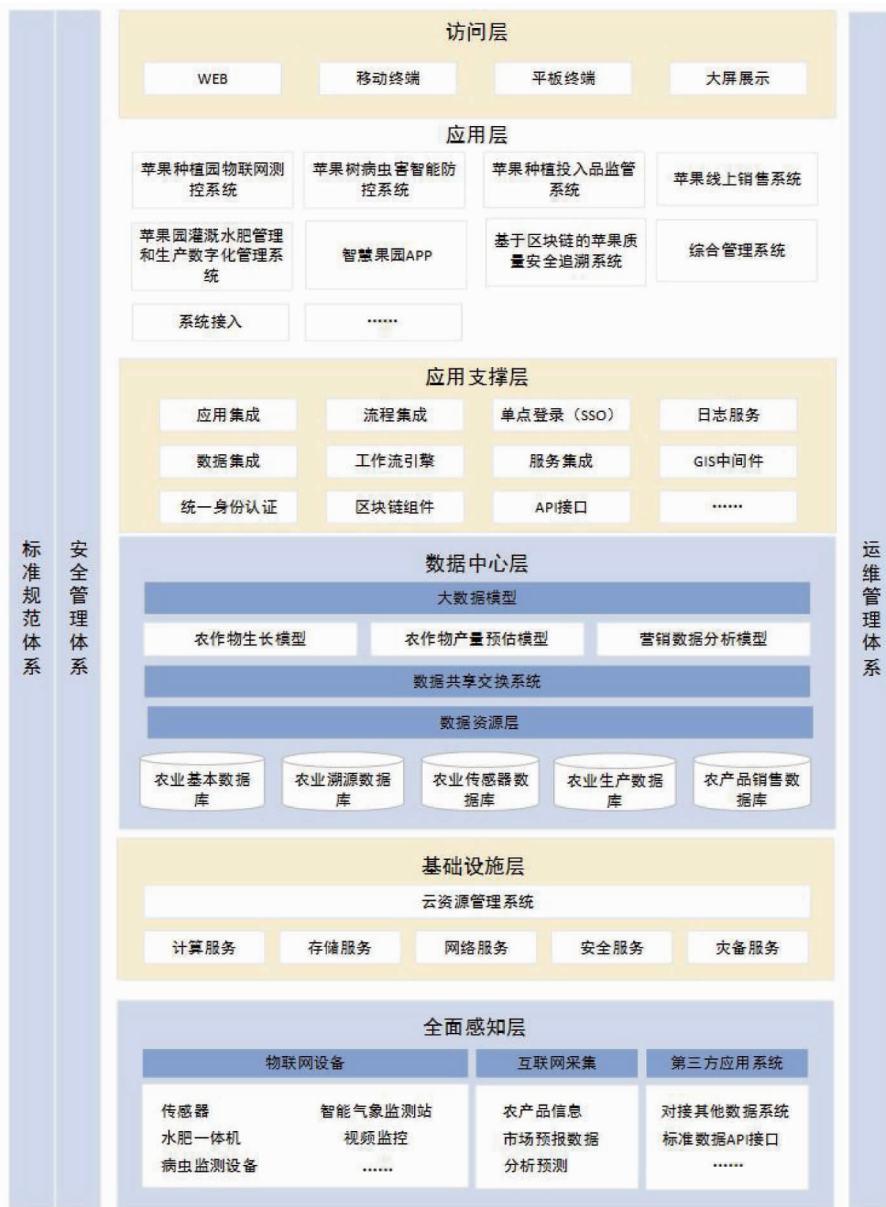 访问层
WEB
移动终端
平板终端
大屏展示
应用层
苹果种植园物联网测
控系统
苹果树病虫害智能防
控系统
苹果种植投入品监管
系统
苹果线上销售系统
苹果园灌溉水肥管理
和生产数字化管理系
统
智慧果园APP
基于区块链的苹果质
量安全追溯系统
综合管理系统
系统接入
……
应用支撑层
应用集成
流程集成
单点登录（SSO）
日志服务
数据集成
工作流引擎
服务集成
GIS中间件
统一身份认证
区块链组件
API接口
……
标准规范体系
安全管理体系
运维管理体系
数据中心层
大数据模型
农作物生长模型
农作物产量预估模型
营销数据分析模型
数据共享交换系统
数据资源层
农业基本数据
库
农业溯源数据
库
农业传感器数
据库
农业生产数据
库
农产品销售数
据库
基础设施层
云资源管理系统
计算服务
存储服务
网络服务
安全服务
灾备服务
全面感知层
物联网设备
互联网采集
第三方应用系统
传感器
智能气象监测站
水肥一体机
视频监控
病虫监测设备
……
农产品信息
市场预报数据
分析预测
对接其他数据系统
标准数据API接口
……